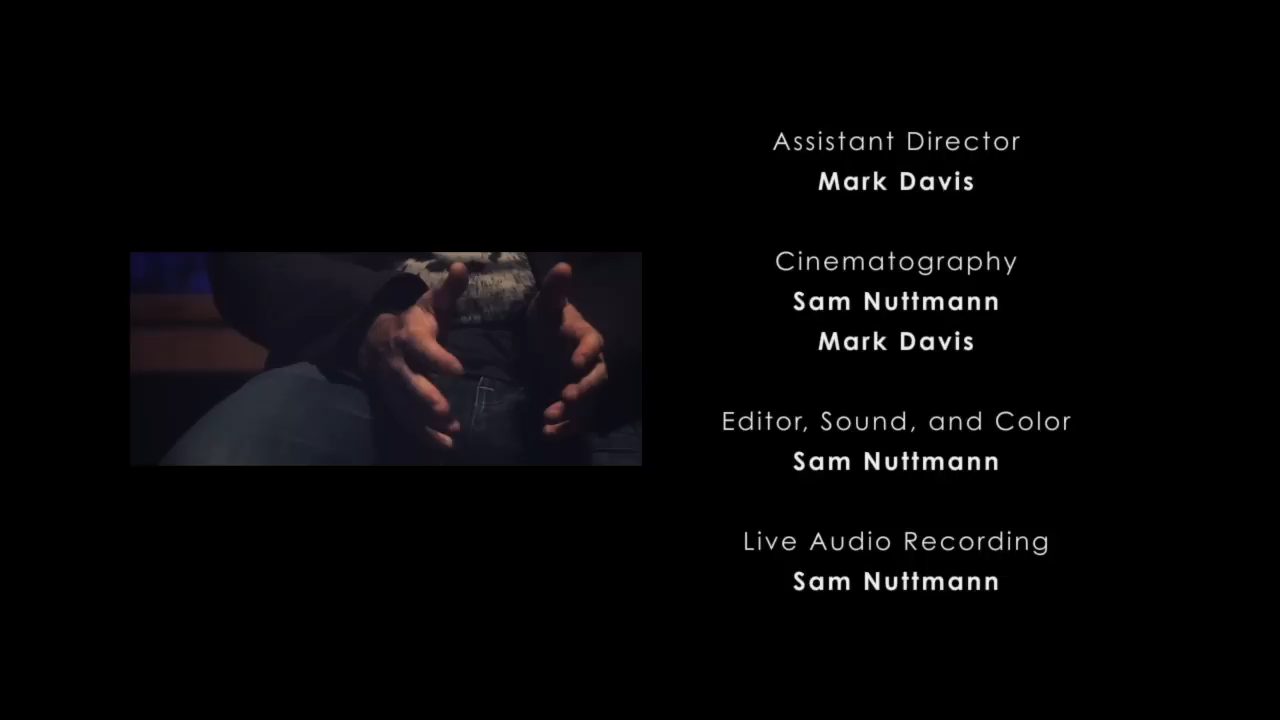 Assistant Director
Mark Davis
Cinematography
Sam Nuttmann
Mark Davis
Editor, Sound, and Color
Sam Nuttmann
Live Audio Recording
Sam Nuttmann